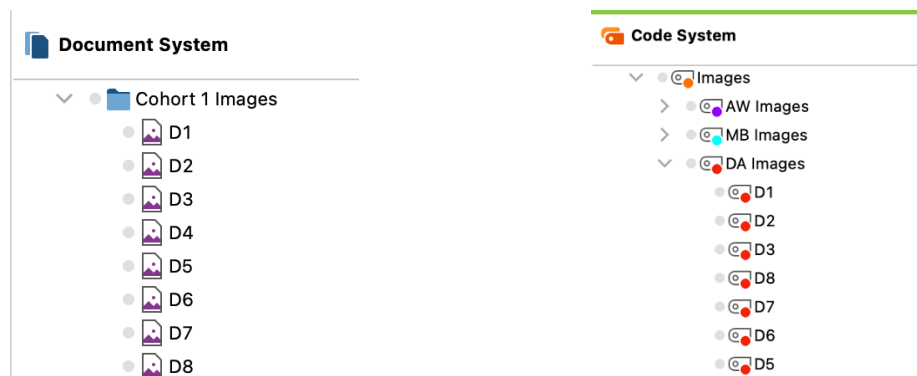 Document System
Cohort 1 Images
D1
D2
D3
D4
D5
D6
D7
D8
Code System
Images
AW Images
MB Images
DA Images
D1
D2
D3
D8
D7
D6
D5